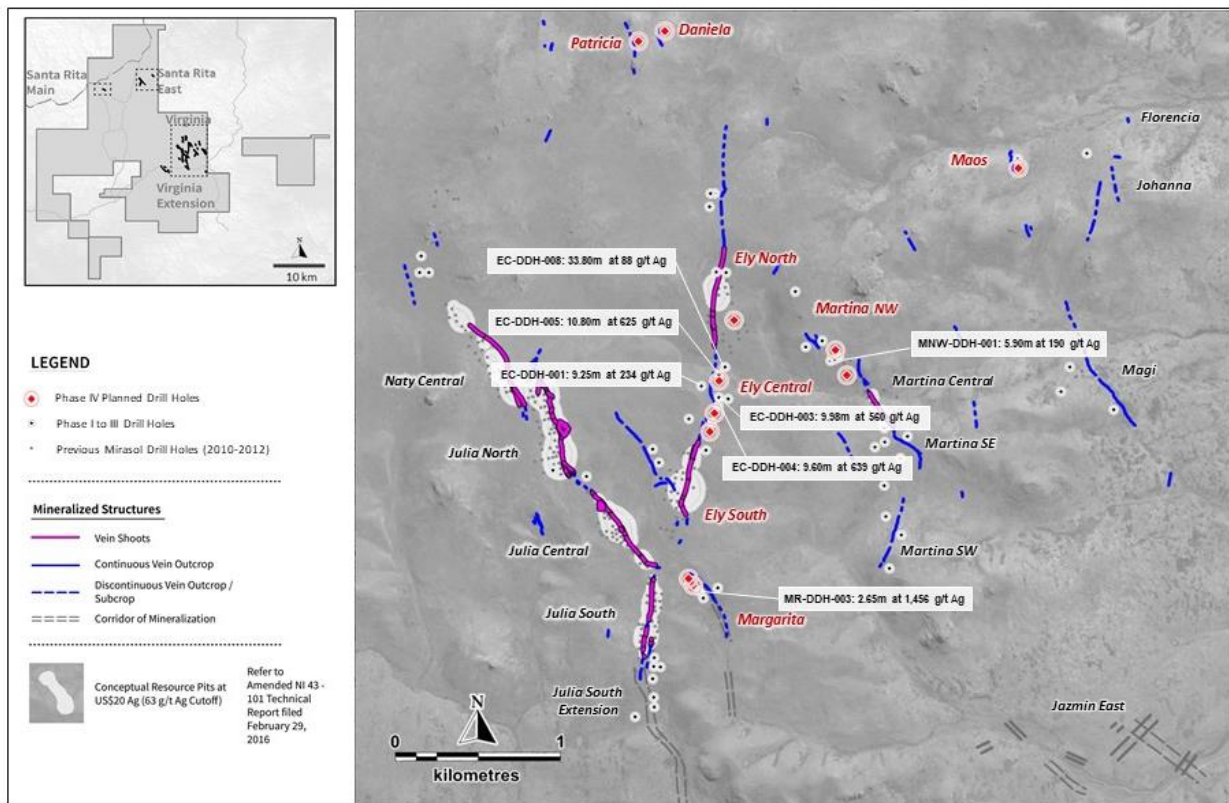 Santa Rita
Main
Santa Rita
East
Virginia
Virginia
Extension
N
10 km
LEGEND
Phase IV Planned Drill Holes
Phase I to III Drill Holes
Previous Mirasol Drill Holes (2010-2012)
Mineralized Structures
Vein Shoots
Continuous Vein Outcrop
Discontinuous Vein Outcrop /
Subcrop
Corridor of Mineralization
Conceptual Resource Pits at
US$20 Ag (63 g/t Ag Cutoff)
Refer to
Amended NI 43 -
101 Technical
Report filed
February 29,
2016
Patricia
Daniela
Florencia
Maos
Johanna
Ely North
EC-DDH-008: 33.80m at 88 g/t Ag
Martina NW
EC-DDH-005: 10.80m at 625 g/t Ag
MNW-DDH-001: 5.90m at 190 g/t Ag
EC-DDH-001: 9.25m at 234 g/t Ag
Naty Central
Ely Central
Martina Central
Magi
EC-DDH-003: 9.98m at 560 g/t Ag
Martina SE
Julia North
EC-DDH-004: 9.60m at 639 g/t Ag
Ely South
Julia Central
Martina SW
MR-DDH-003: 2.65m at 1,456 g/t Ag
Julia South
Margarita
Julia South
Extension
Jazmin East
N
0
1
kilometres